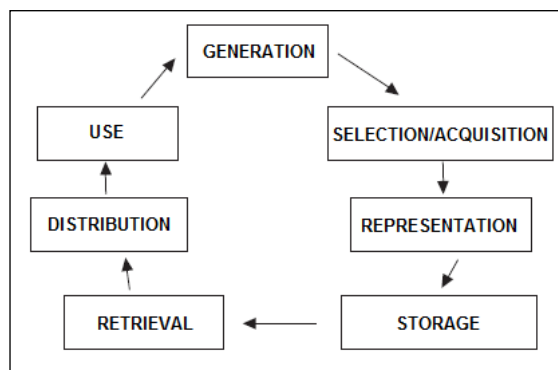 GENERATION
SELECTION/ACQUISITION
REPRESENTATION
STORAGE
RETRIEVAL
DISTRIBUTION
USE